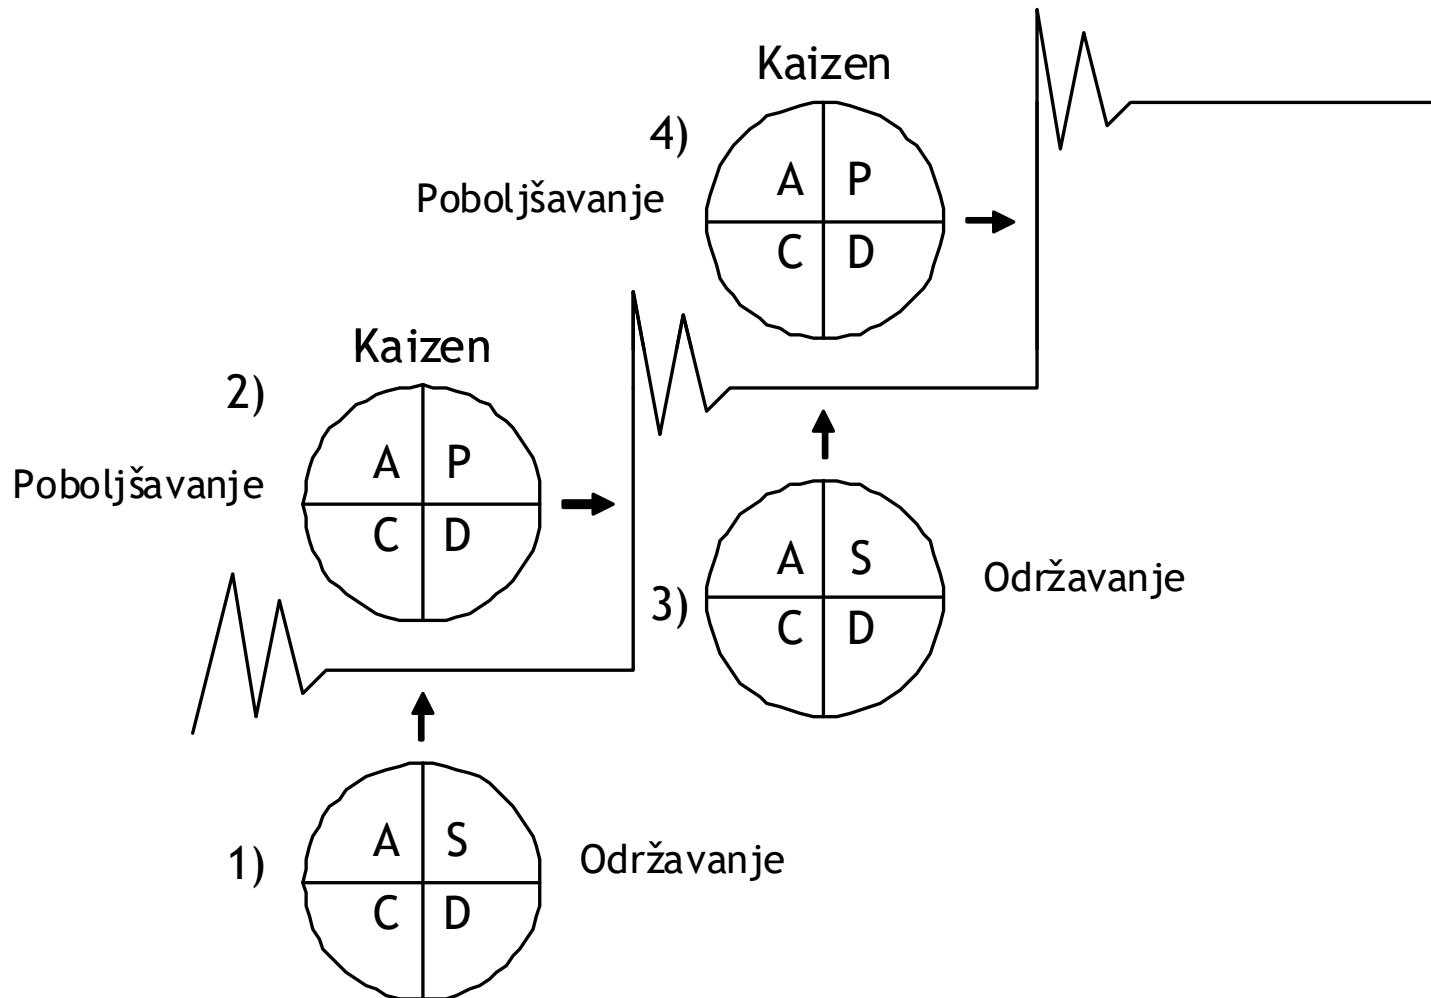 Kaizen
4)
A P
Poboljšavanje
C D
Kaizen
2)
A P
Poboljšavanje
C D
A S
Održavanje
3)
C D
A S
1)
Održavanje
C D